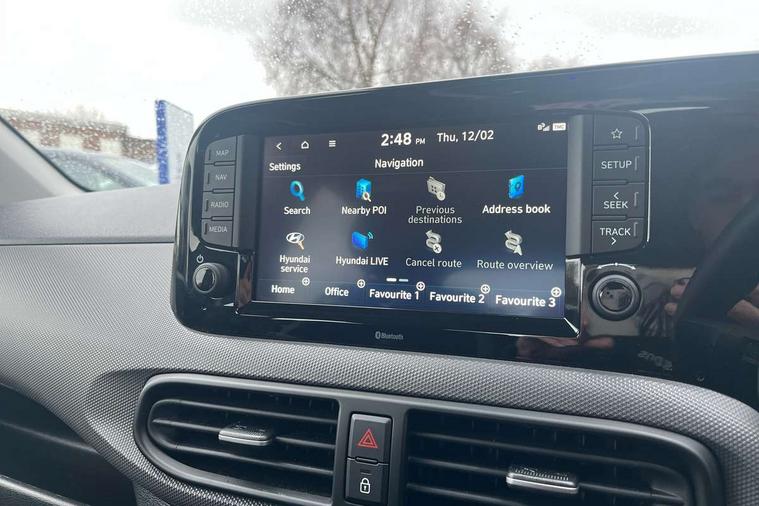 2:48 PM Thu, 12/02
TMC
Settings
Navigation
Search
Nearby POI
Previous
destinations
Address book
Hyundai
service
Hyundai LIVE
Cancel route
Route overview
Home
Office
Favourite 1
Favourite 2
Favourite 3
MAP
NAV
RADIO
MEDIA
SETUP
SEEK
TRACK
Bluetooth